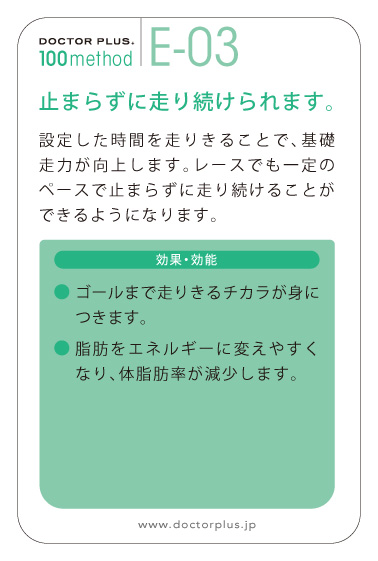 DOCTOR PLUS.
100method
E-03
止まらずに走り続けられます。
設定した時間を走りきることで、基礎
走力が向上します。レースでも一定の
ペースで止まらずに走り続けることが
できるようになります。
効果・効能
● ゴールまで走りきるチカラが身に
つきます。
● 脂肪をエネルギーに変えやすく
なり、体脂肪率が減少します。
www.doctorplus.jp